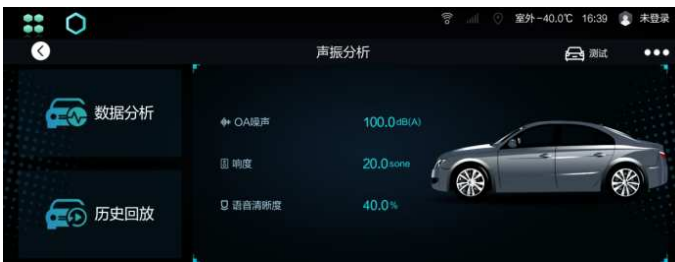 室外-40.0℃ 16:39 未登录
声振分析
测试
数据分析
OA噪声 100.0dB(A)
响度 20.0sone
语音清晰度 40.0%
历史回放